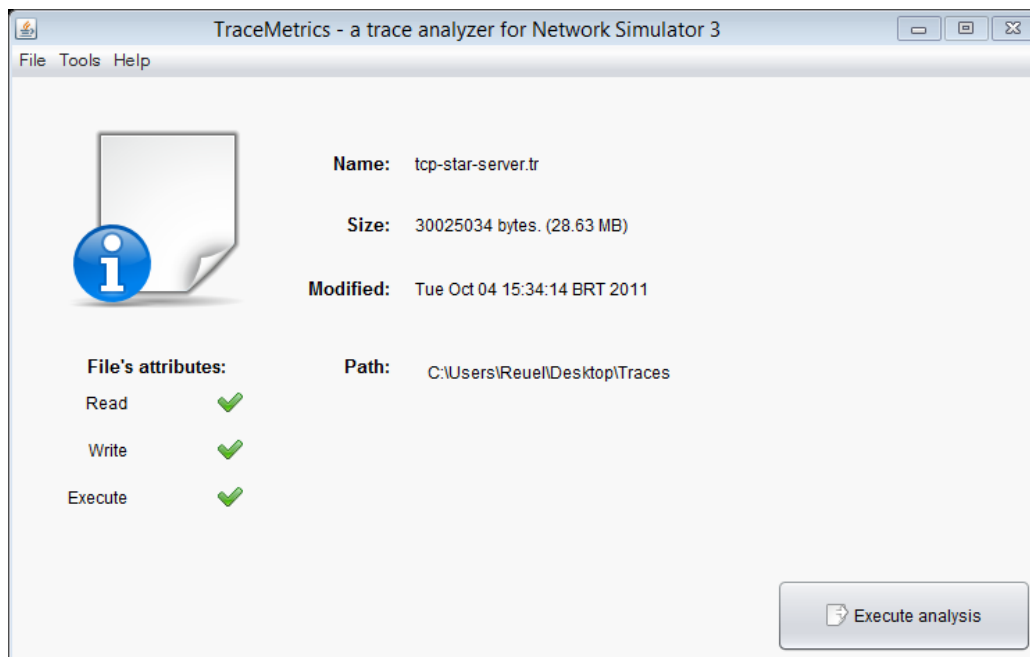 TraceMetrics - a trace analyzer for Network Simulator 3
File Tools Help
Name: tcp-star-server.tr
Size: 30025034 bytes. (28.63 MB)
Modified: Tue Oct 04 15:34:14 BRT 2011
File's attributes:
Path: C:\Users\Reuel\Desktop\Traces
Read
Write
Execute
Execute analysis